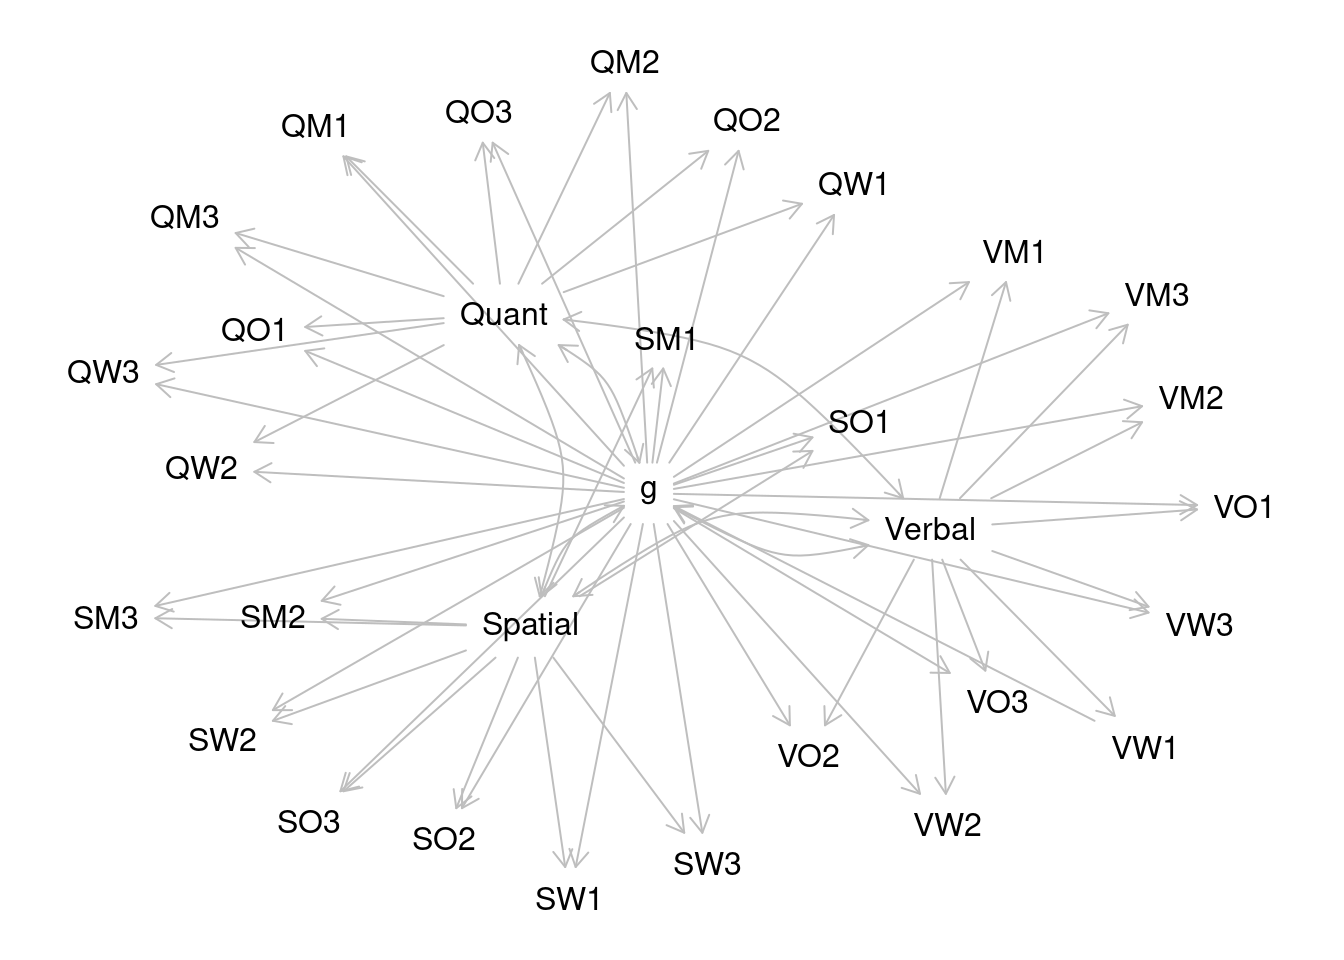 QM2
QO3
QO2
QM1
QW1
QM3
VM1
VM3
Quant
QO1
SM1
QW3
VM2
SO1
QW2
g
VO1
Verbal
SM3
SM2
Spatial
VW3
VO3
SW2
VO2
VW1
SO3
VW2
SO2
SW3
SW1